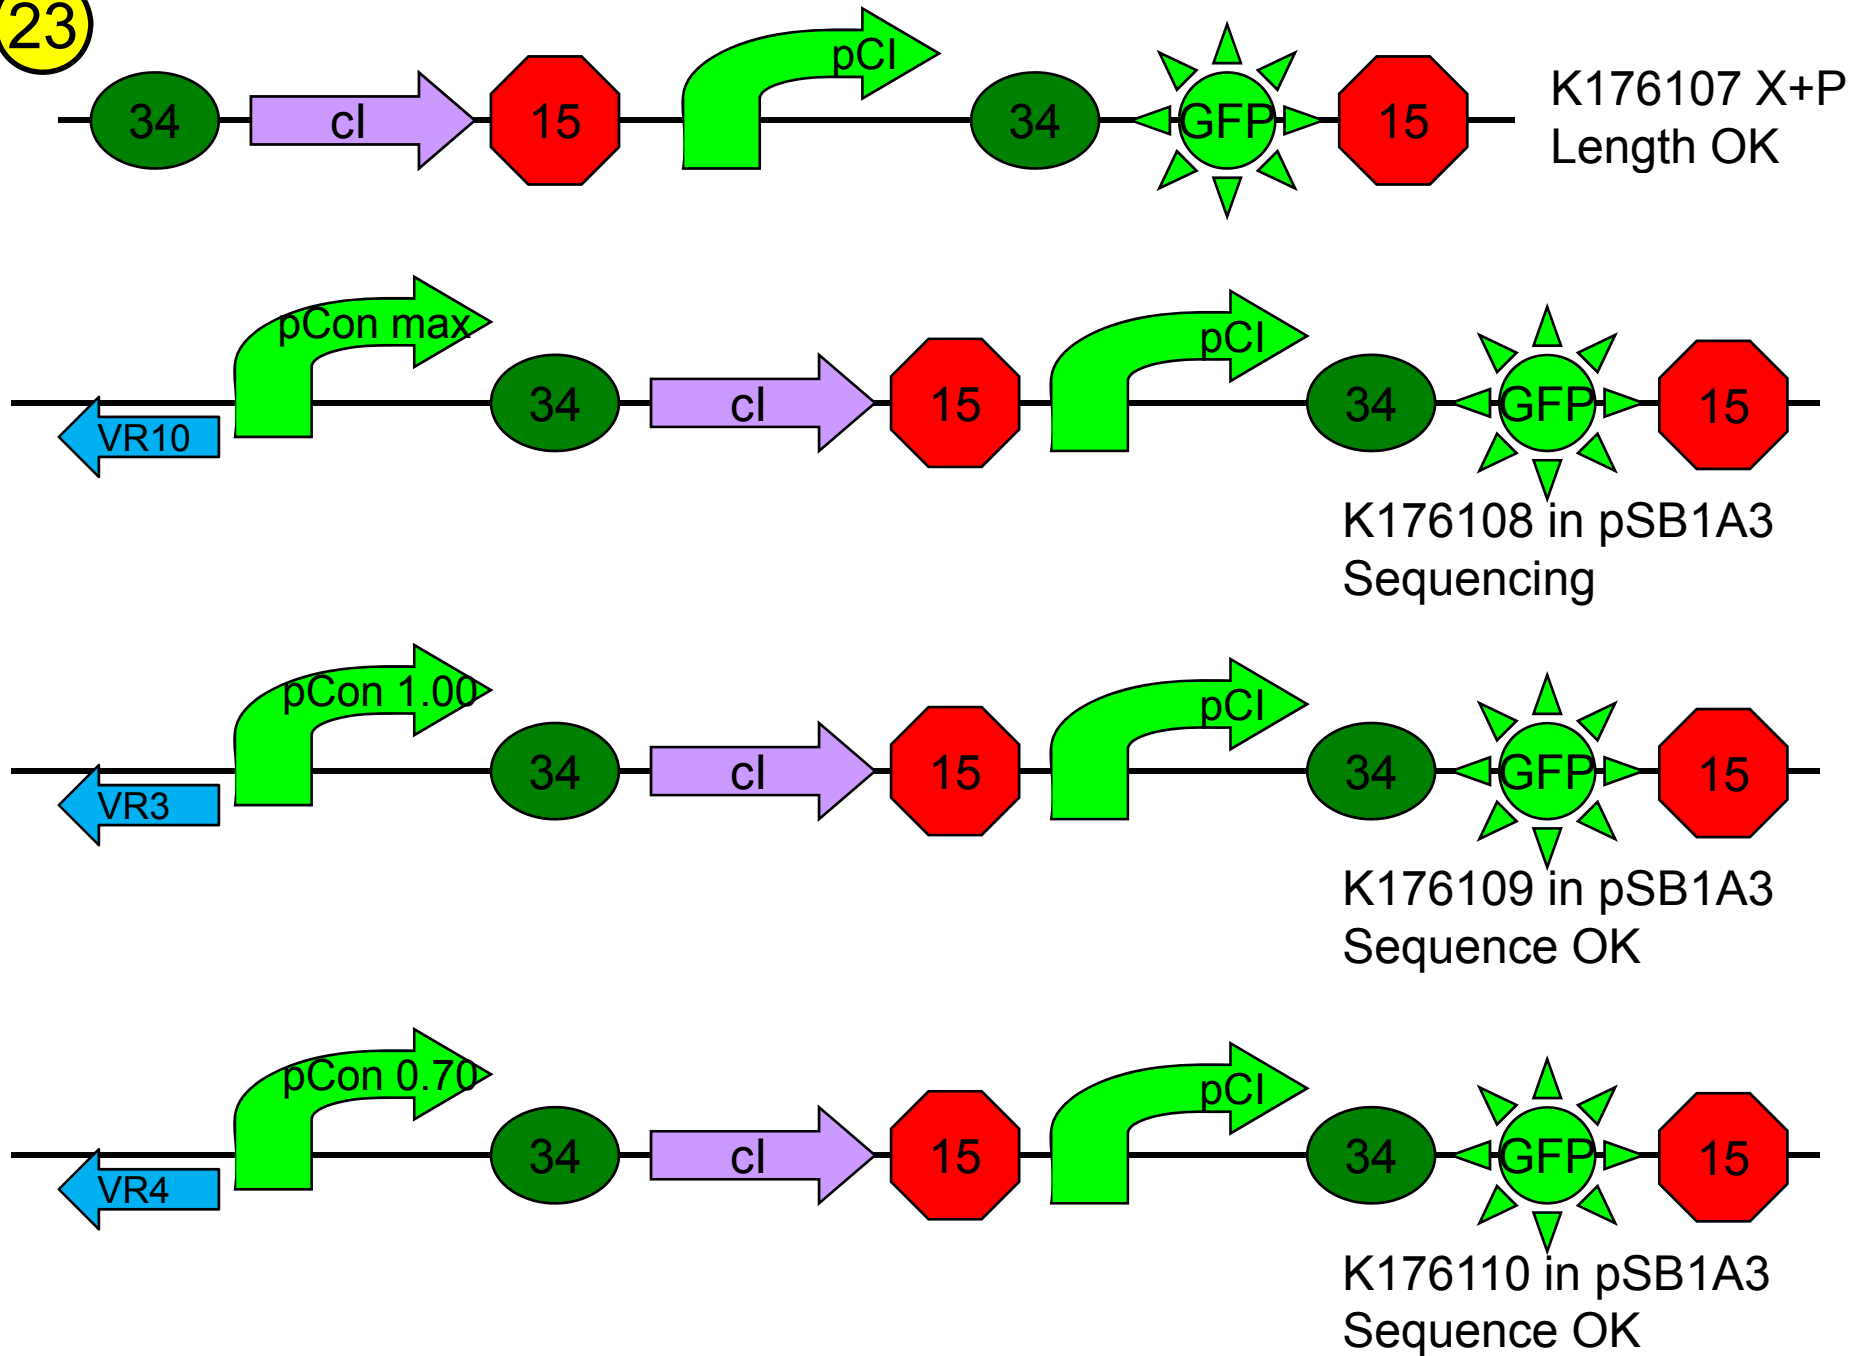 23
34 cI 15 pCI 34 GFP 15
K176107 X+P
Length OK
VR10 pCon max 34 cI 15 pCI 34 GFP 15
K176108 in pSB1A3
Sequencing
VR3 pCon 1.00 34 cI 15 pCI 34 GFP 15
K176109 in pSB1A3
Sequence OK
VR4 pCon 0.70 34 cI 15 pCI 34 GFP 15
K176110 in pSB1A3
Sequence OK